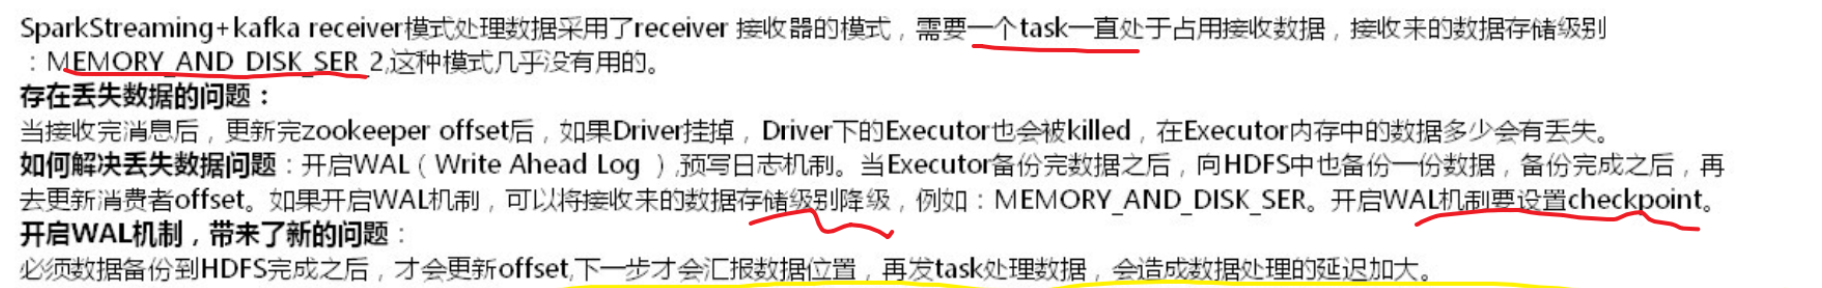 SparkStreaming+kafka receiver模式处理数据采用了receiver 接收器的模式，需要一个task一直处于占用接收数据，接收来的数据存储级别
：MEMORY_AND_DISK_SER_2,这种模式几乎没有用的。
存在丢失数据的问题：
当接收完消息后，更新完zookeeper offset后，如果Driver挂掉，Driver下的Executor也会被killed，在Executor内存中的数据多少会有丢失。
如何解决丢失数据问题：开启WAL（Write Ahead Log ）,预写日志机制。当Executor备份完数据之后，向HDFS中也备份一份数据，备份完成之后，再
去更新消费者offset。如果开启WAL机制，可以将接收来的数据存储级别降级，例如：MEMORY_AND_DISK_SER。开启WAL机制要设置checkpoint。
开启WAL机制，带来了新的问题：
必须数据备份到HDFS完成之后，才会更新offset,下一步才会汇报数据位置，再发task处理数据，会造成数据处理的延迟加大。